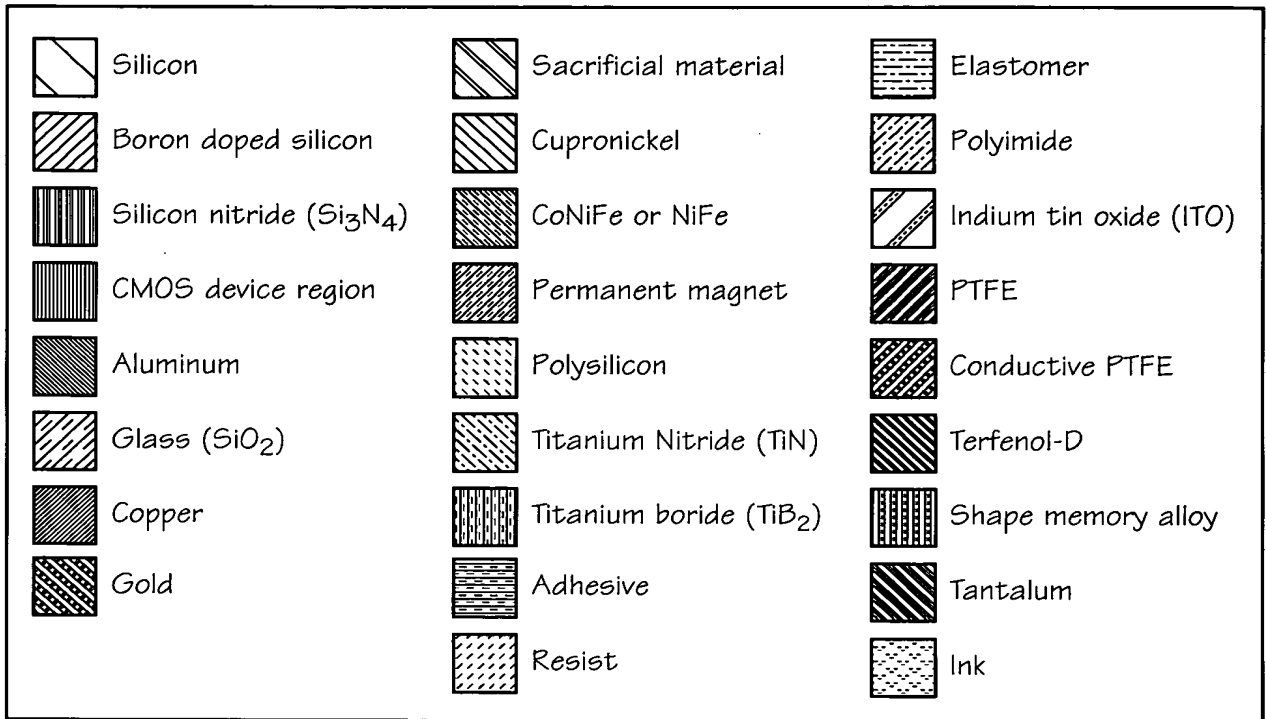 Silicon
Boron doped silicon
Silicon nitride (Si₃N₄)
CMOS device region
Aluminum
Glass (SiO₂)
Copper
Gold
Sacrificial material
Cupronickel
CoNiFe or NiFe
Permanent magnet
Polysilicon
Titanium Nitride (TiN)
Titanium boride (TiB₂)
Adhesive
Resist
Elastomer
Polyimide
Indium tin oxide (ITO)
PTFE
Conductive PTFE
Terfenol-D
Shape memory alloy
Tantalum
Ink